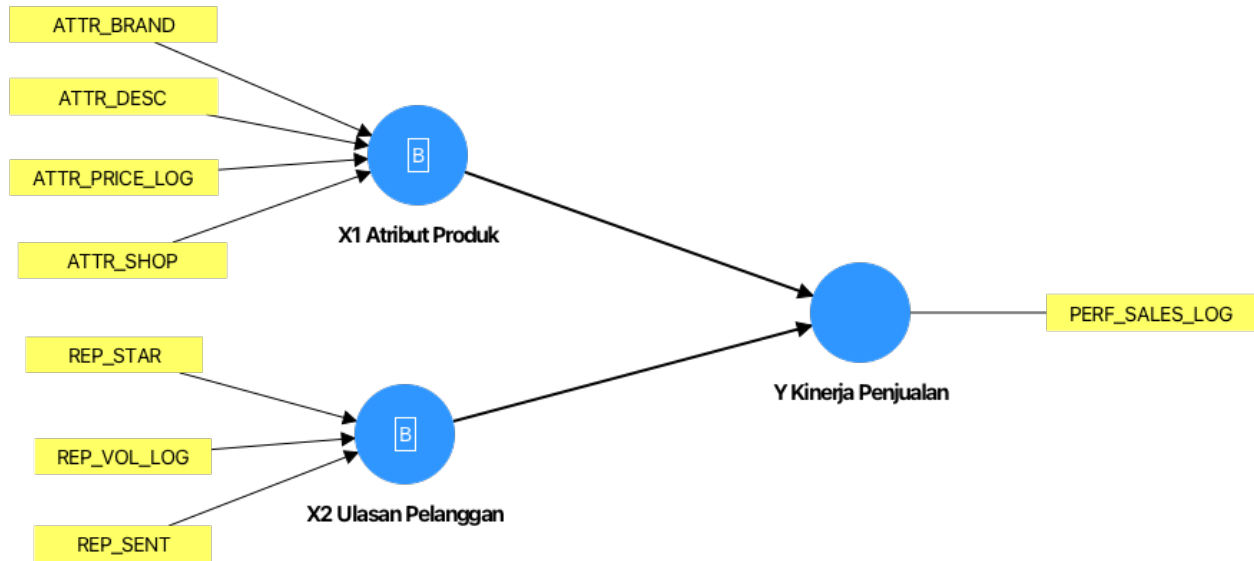 ATTR_BRAND
ATTR_DESC
ATTR_PRICE_LOG
ATTR_SHOP
B
X1 Atribut Produk
REP_STAR
REP_VOL_LOG
REP_SENT
B
X2 Ulasan Pelanggan
Y Kinerja Penjualan
PERF_SALES_LOG